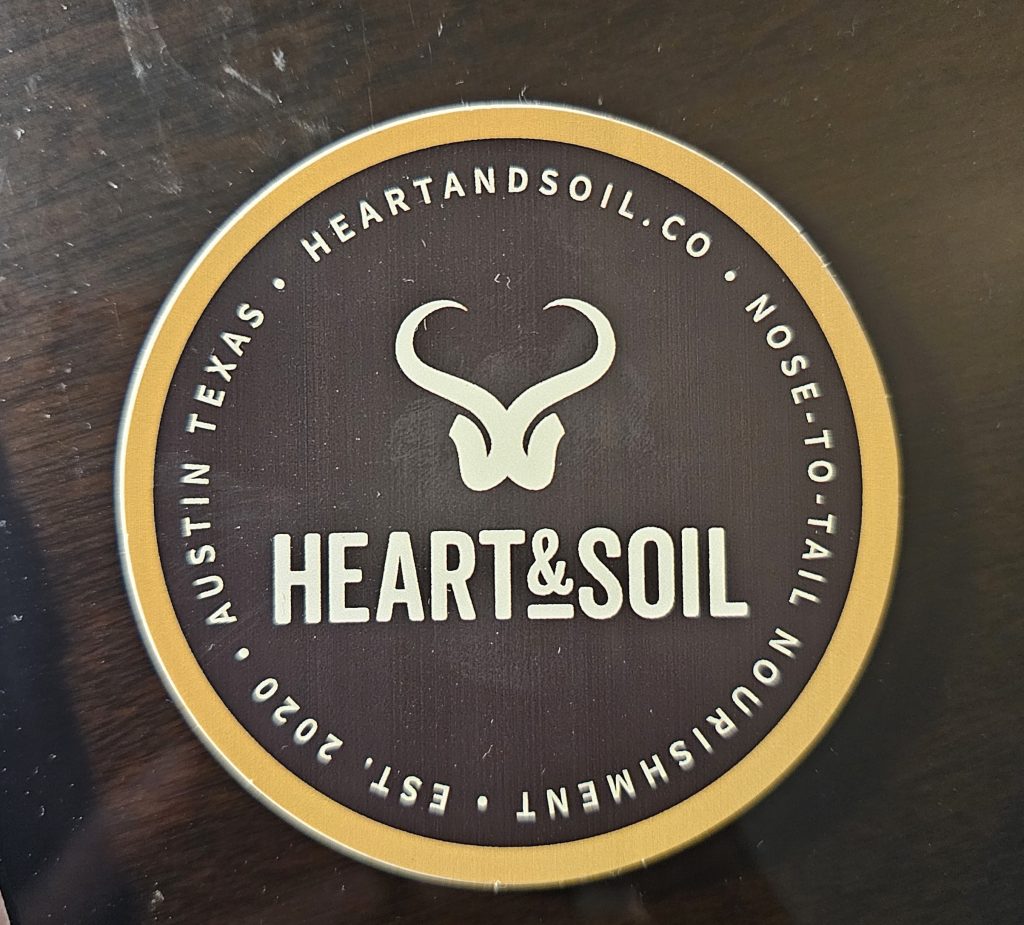 HEARTANDSOIL.CO • NOSE-TO-TAIL NOURISHMENT • EST. 2020 • AUSTIN TEXAS •
HEART&SOIL